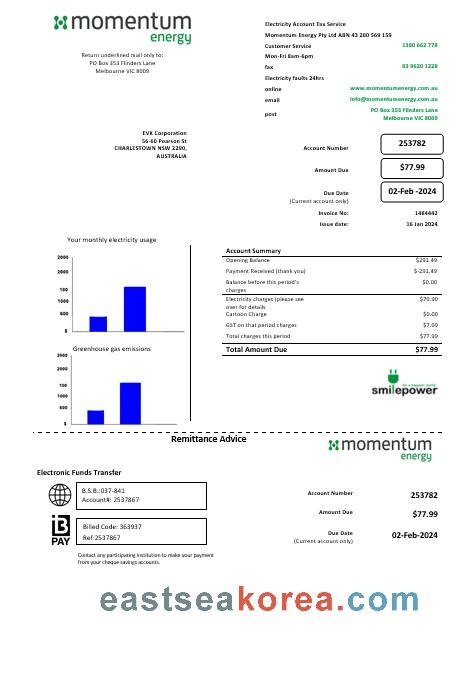 momentum
energy
Return underlined mail only to:
PO Box 353 Flinders Lane
Melbourne VIC 8009
Electricity Account Tax Service
Momentum Energy Pty Ltd ABN 43 200 569 159
Customer Service 1300 662 778
Mon-Fri 8am-6pm
fax 03 9620 1228
Electricity faults 24hrs
online www.momentumenergy.com.au
email info@momentumenergy.com.au
post PO Box 353 Flinders Lane
Melbourne VIC 8009
EVK Corporation
56-60 Pearson St
CHARLESTOWN NSW 2290,
AUSTRALIA
Account Number 253782
Amount Due $77.99
Due Date 02-Feb -2024
(Current account only)
Invoice No: 1484442
Issue date: 16 Jan 2024
Your monthly electricity usage
2000
2000
150
1000
600
$
Greenhouse gas emissions
2000
2000
150
1000
600
$
Account Summary
Opening Balance $291.49
Payment Received (thank you) $-291.49
Balance before this period's $0.00
charges
Electricity charges (please see $70.90
over for details
Cartoon Charge $0.00
GST on that period charges $7.09
Total charges this period $77.99
Total Amount Due $77.99
smilepower
Remittance Advice
momentum
energy
Electronic Funds Transfer
B.S.B.:037-841
Account#: 2537867
B
PAY
Billed Code: 363937
Ref:2537867
Contact any participating institution to make your payment
from your cheque savings accounts.
Account Number 253782
Amount Due $77.99
Due Date 02-Feb-2024
(Current account only)
eastseakorea.com